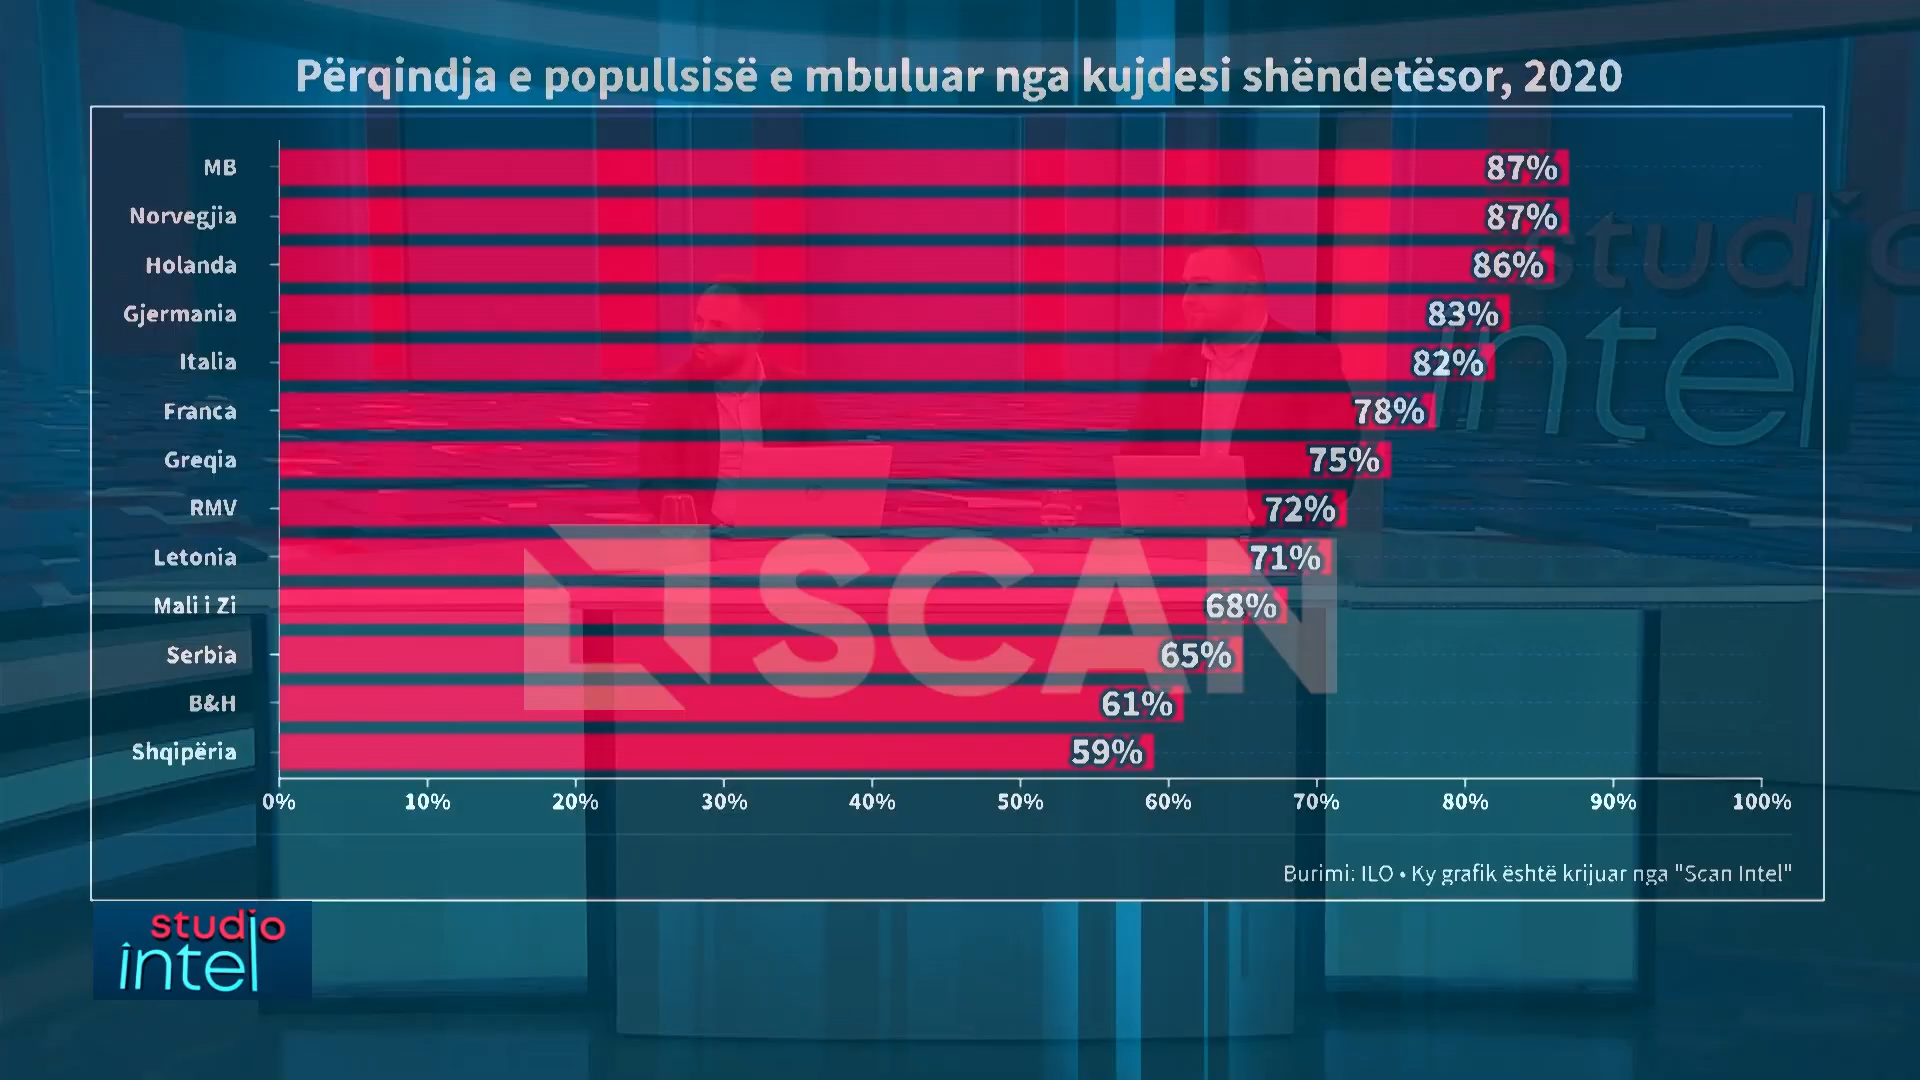 Përqindja e popullsisë e mbuluar nga kujdesi shëndetësor, 2020
MB 87%
Norvegjia 87%
Holanda 86%
Gjermania 83%
Italia 82%
Franca 78%
Greqia 75%
RMV 72%
Letonia 71%
Mali i Zi 68%
Serbia 65%
B&H 61%
Shqipëria 59%
0% 10% 20% 30% 40% 50% 60% 70% 80% 90% 100%
Burimi: ILO • Ky grafik është krijuar nga "Scan Intel"
SCAN
studio
intel
studio
intel